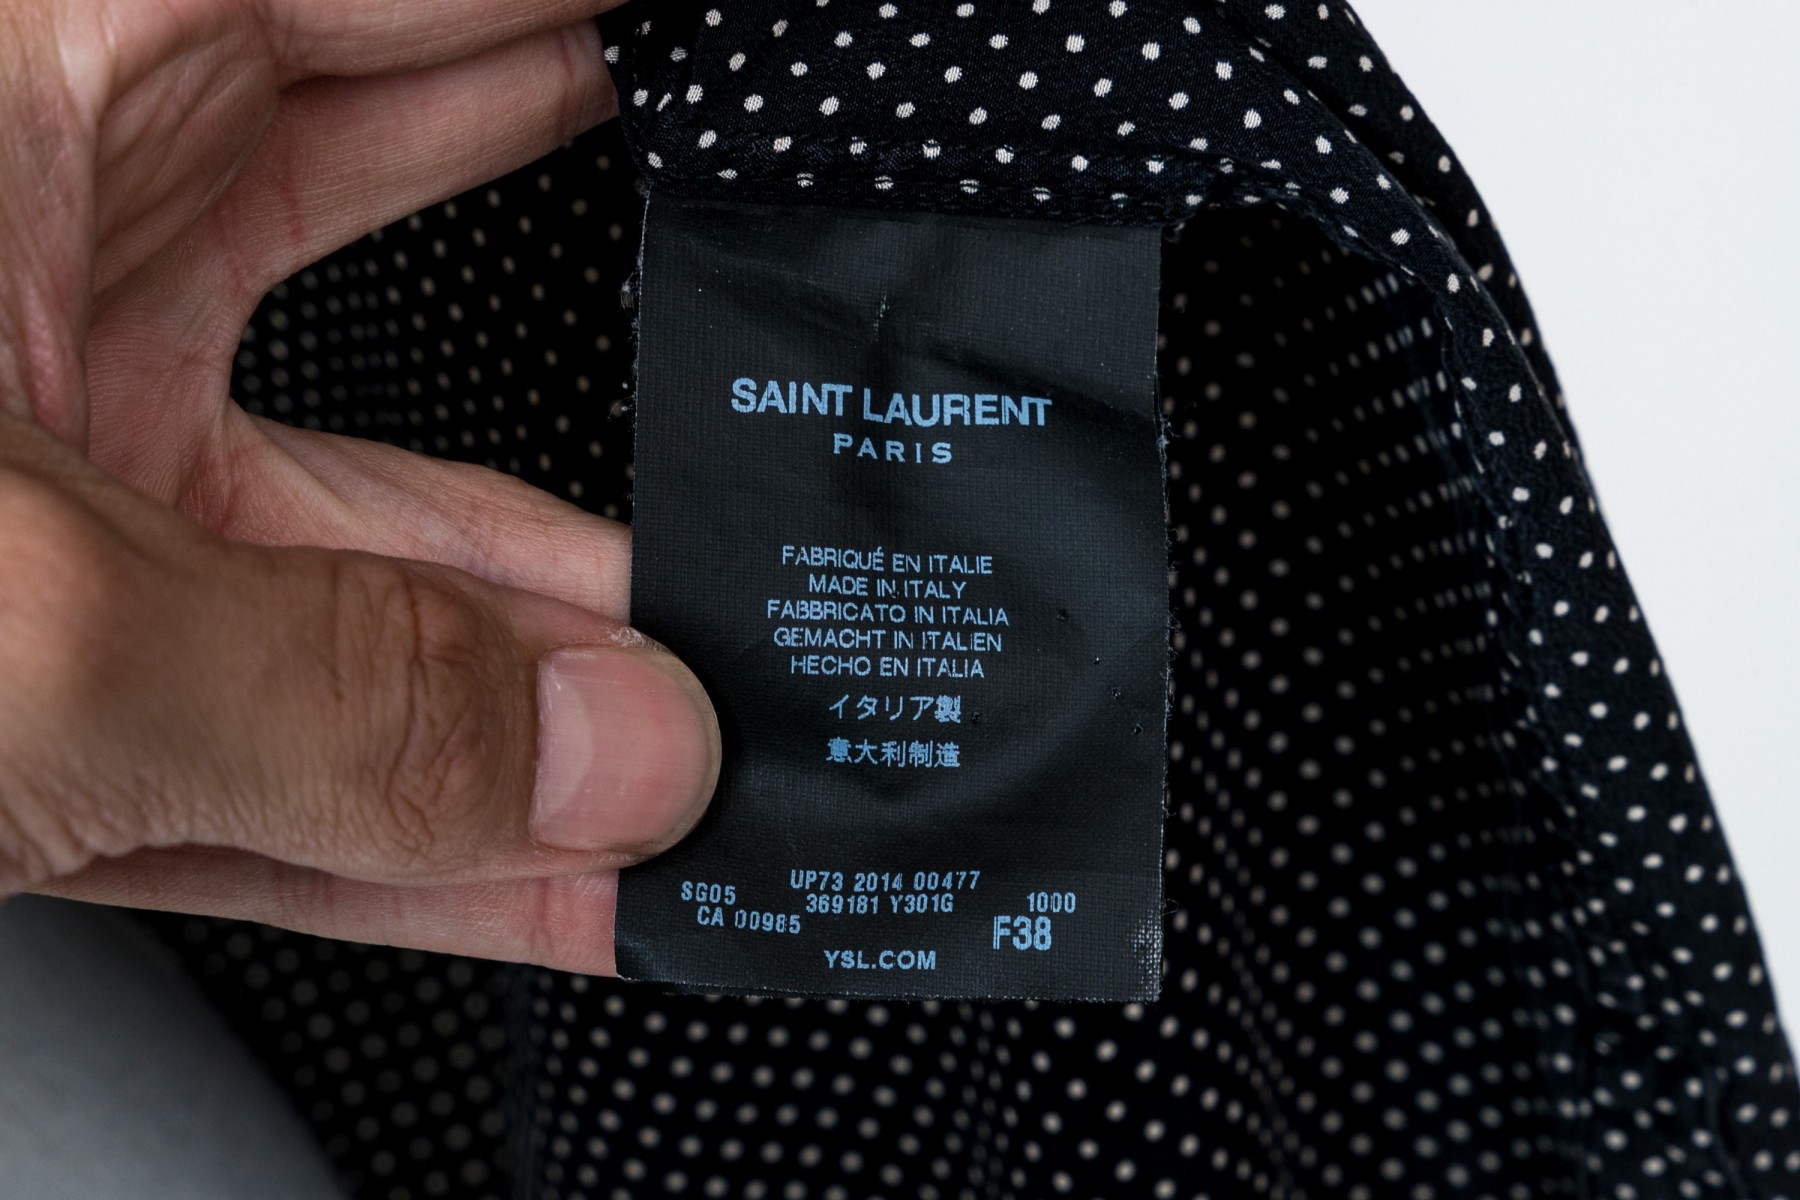 SAINT LAURENT
PARIS
FABRIQUÉ EN ITALIE
MADE IN ITALY
FABBRICATO IN ITALIA
GEMACHT IN ITALIEN
HECHO EN ITALIA
イタリア製
意大利制造
UP73 2014 00477
SG05 369181 Y301G 1000
CA 00985 F38
YSL.COM